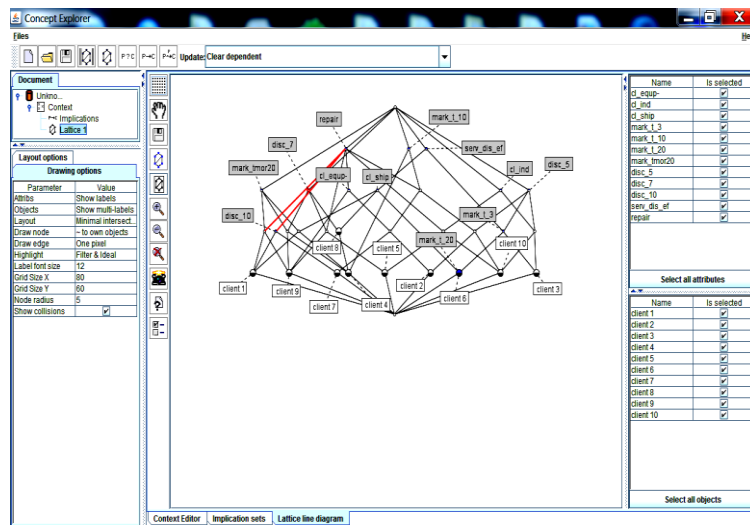 Concept Explorer
Files
He
P?C
P→C
Update:
Clear dependent
Document
Unkno...
Context
Implications
Lattice 1
Layout options
Drawing options
Parameter Value
Attribs Show labels
Objects Show multi-labels
Layout Minimal intersect...
Draw node ~ to own objects
Draw edge One pixel
Highlight Filter & Ideal
Label font size 12
Grid Size X 80
Grid Size Y 60
Node radius 5
Show collisions
repair
mark_t_10
disc_7
serv_dis_ef
mark_tmor20
cl_equp-
cl_ship
cl_ind
disc_5
disc_10
mark_t_3
client 8
client 5
mark_t_20
client 10
client 1
client 9
client 7
client 4
client 2
client 6
client 3
Name Is selected
cl_equp-
cl_ind
cl_ship
mark_t_3
mark_t_10
mark_t_20
mark_tmor20
disc_5
disc_7
disc_10
serv_dis_ef
repair
Select all attributes
Name Is selected
client 1
client 2
client 3
client 4
client 5
client 6
client 7
client 8
client 9
client 10
Select all objects
Context Editor Implication sets Lattice line diagram